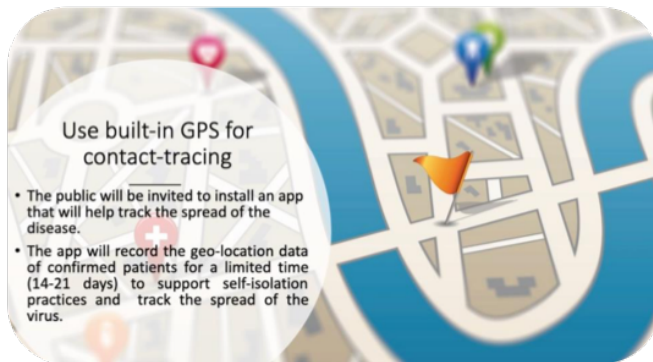 Use built-in GPS for
contact-tracing
• The public will be invited to install an app
that will help track the spread of the
disease.
• The app will record the geo-location data
of confirmed patients for a limited time
(14-21 days) to support self-isolation
practices and track the spread of the
virus.